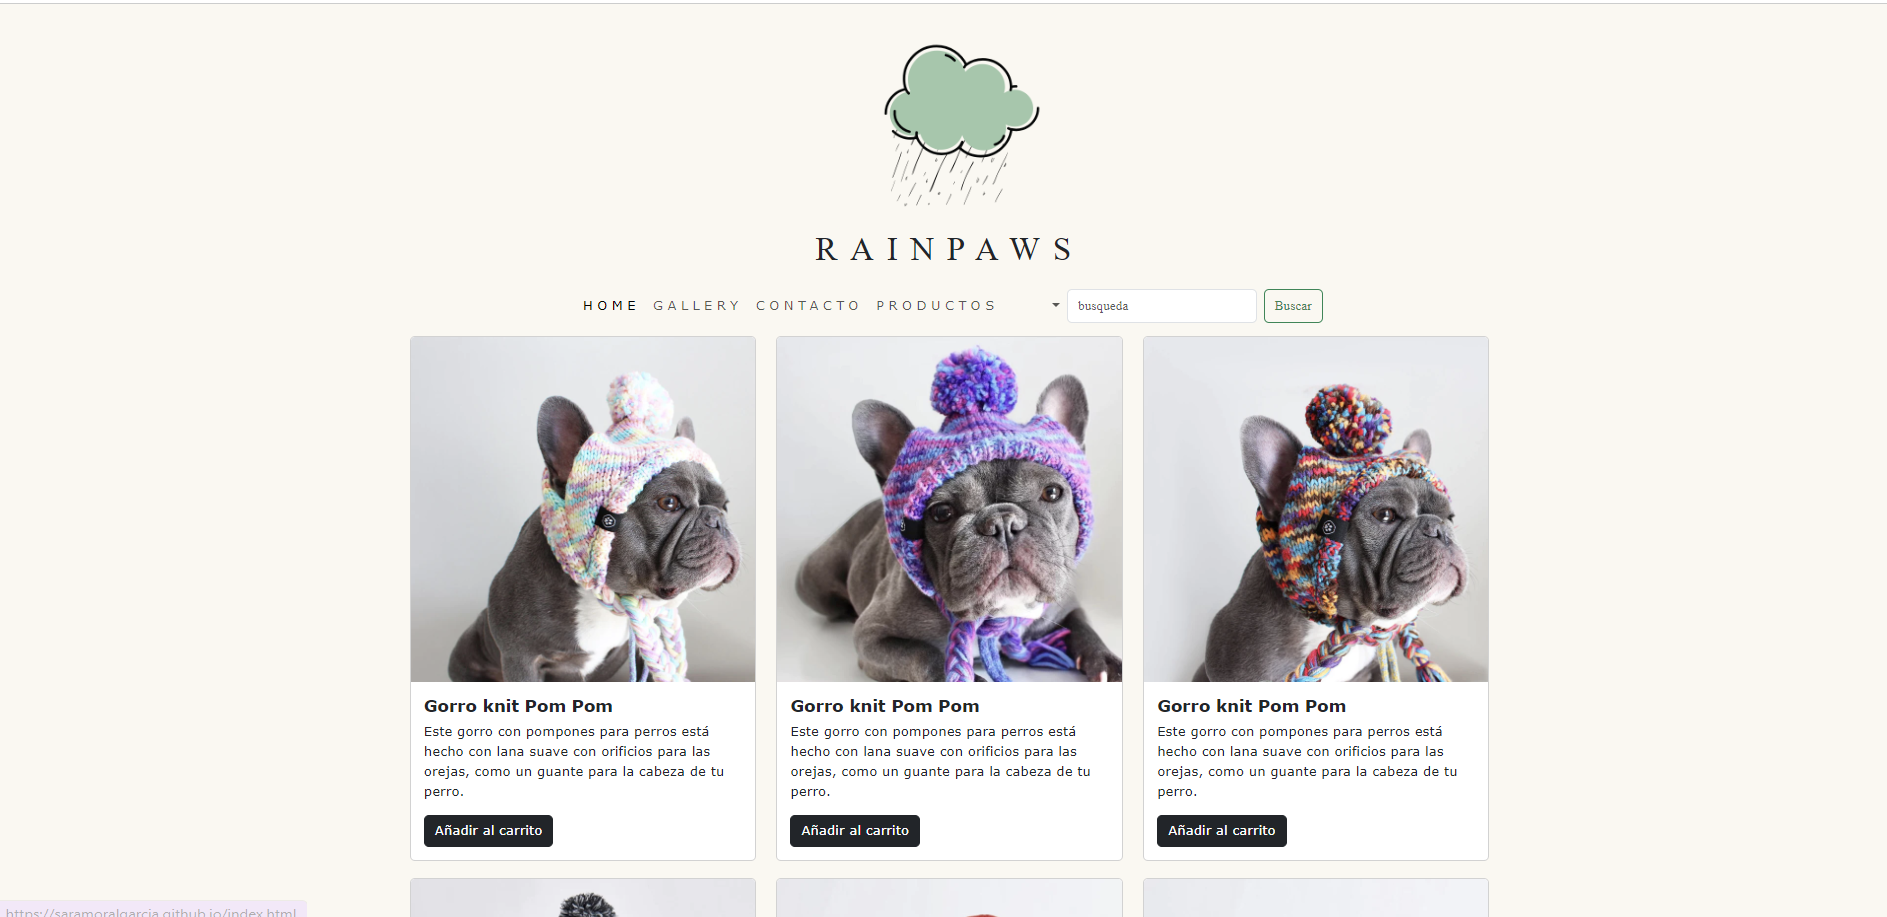 RAINPAWS
HOME GALLERY CONTACTO PRODUCTOS busqueda Buscar
Gorro knit Pom Pom
Este gorro con pompones para perros está
hecho con lana suave con orificios para las
orejas, como un guante para la cabeza de tu
perro.
Añadir al carrito
Gorro knit Pom Pom
Este gorro con pompones para perros está
hecho con lana suave con orificios para las
orejas, como un guante para la cabeza de tu
perro.
Añadir al carrito
Gorro knit Pom Pom
Este gorro con pompones para perros está
hecho con lana suave con orificios para las
orejas, como un guante para la cabeza de tu
perro.
Añadir al carrito
https://saramoralgarcia.github.io/index.html